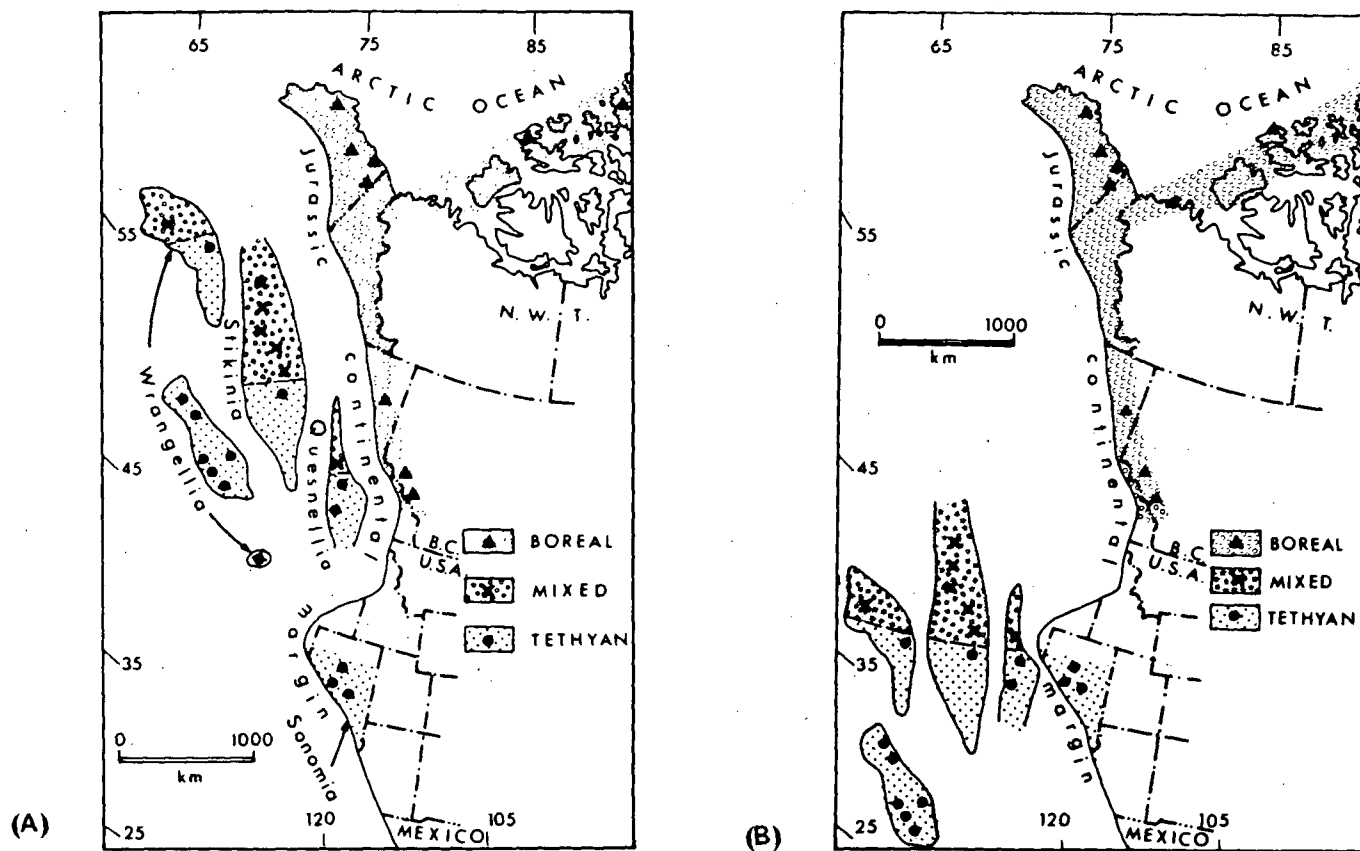 65 75 85
ARCTIC OCEAN
Jurassic
55
N.W.T.
Stikinia
Wrangellia
continental
Quesnellia
45
B.C.
U.S.A.
BOREAL
MIXED
TETHYAN
margin
35
0 1000
km
Sonomia
120 105
25
MEXICO
(A)
65 75 85
ARCTIC OCEAN
Jurassic
55
N.W.T.
0 1000
km
continental
45
B.C.
U.S.A.
BOREAL
MIXED
TETHYAN
35
margin
120 105
25
MEXICO
(B)